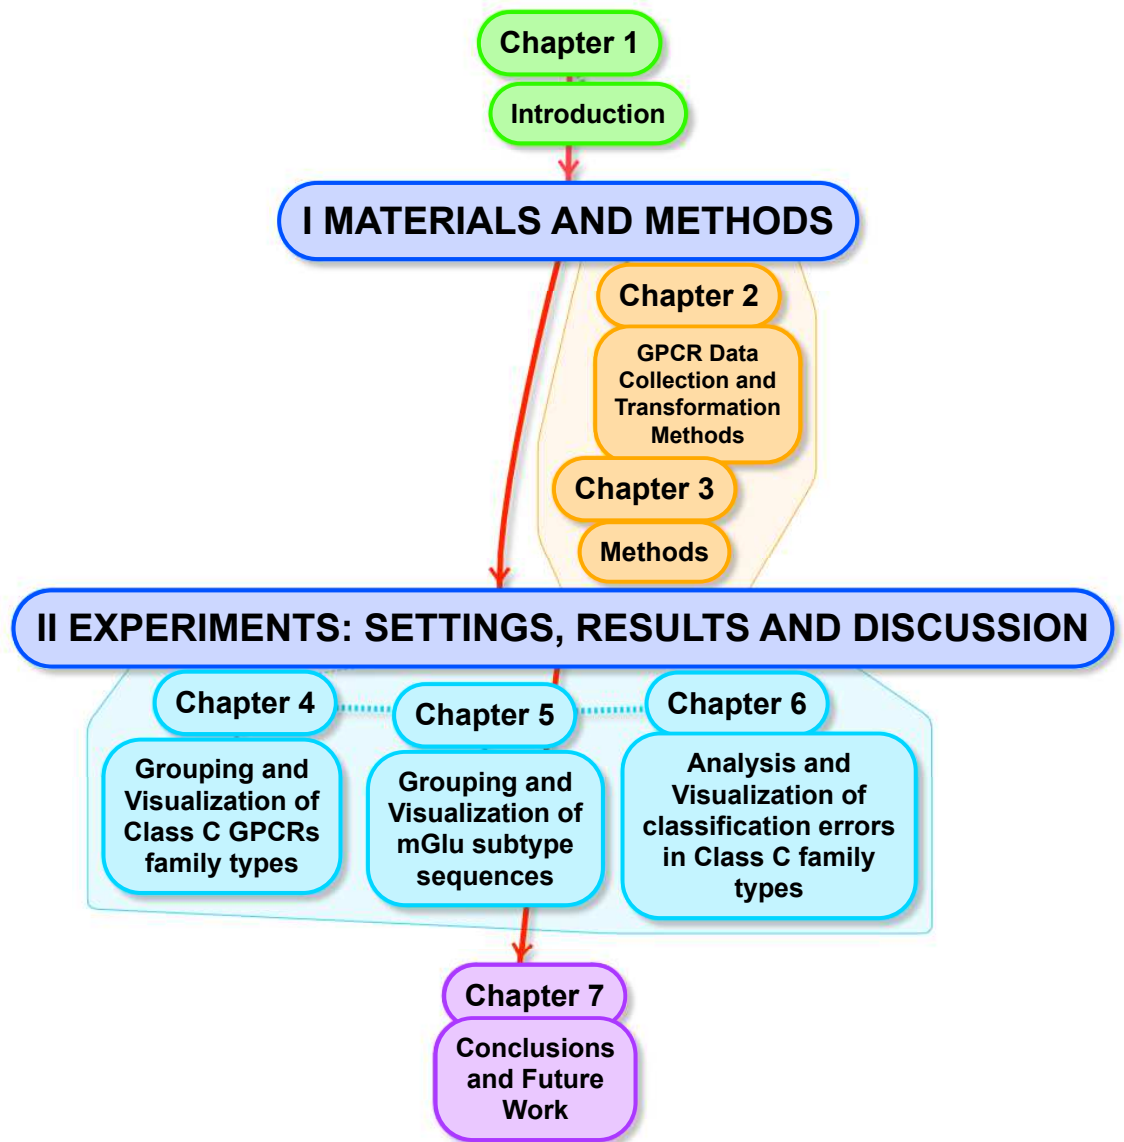 Chapter 1
Introduction
I MATERIALS AND METHODS
Chapter 2
GPCR Data
Collection and
Transformation
Methods
Chapter 3
Methods
II EXPERIMENTS: SETTINGS, RESULTS AND DISCUSSION
Chapter 4
Grouping and
Visualization of
Class C GPCRs
family types
Chapter 5
Grouping and
Visualization of
mGlu subtype
sequences
Chapter 6
Analysis and
Visualization of
classification errors
in Class C family
types
Chapter 7
Conclusions
and Future
Work